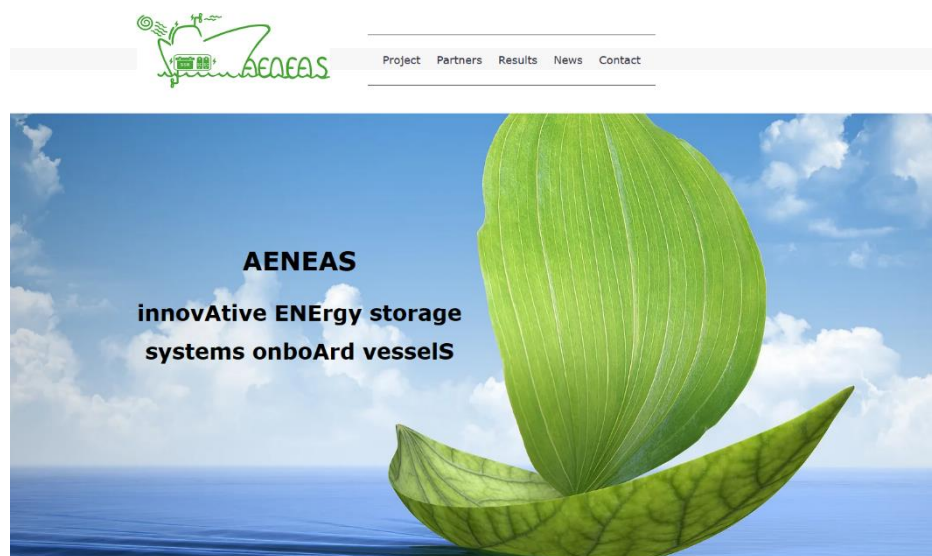 AENEAS
Project Partners Results News Contact
AENEAS
innovAtive ENErgy storage
systems onboArd vesselS